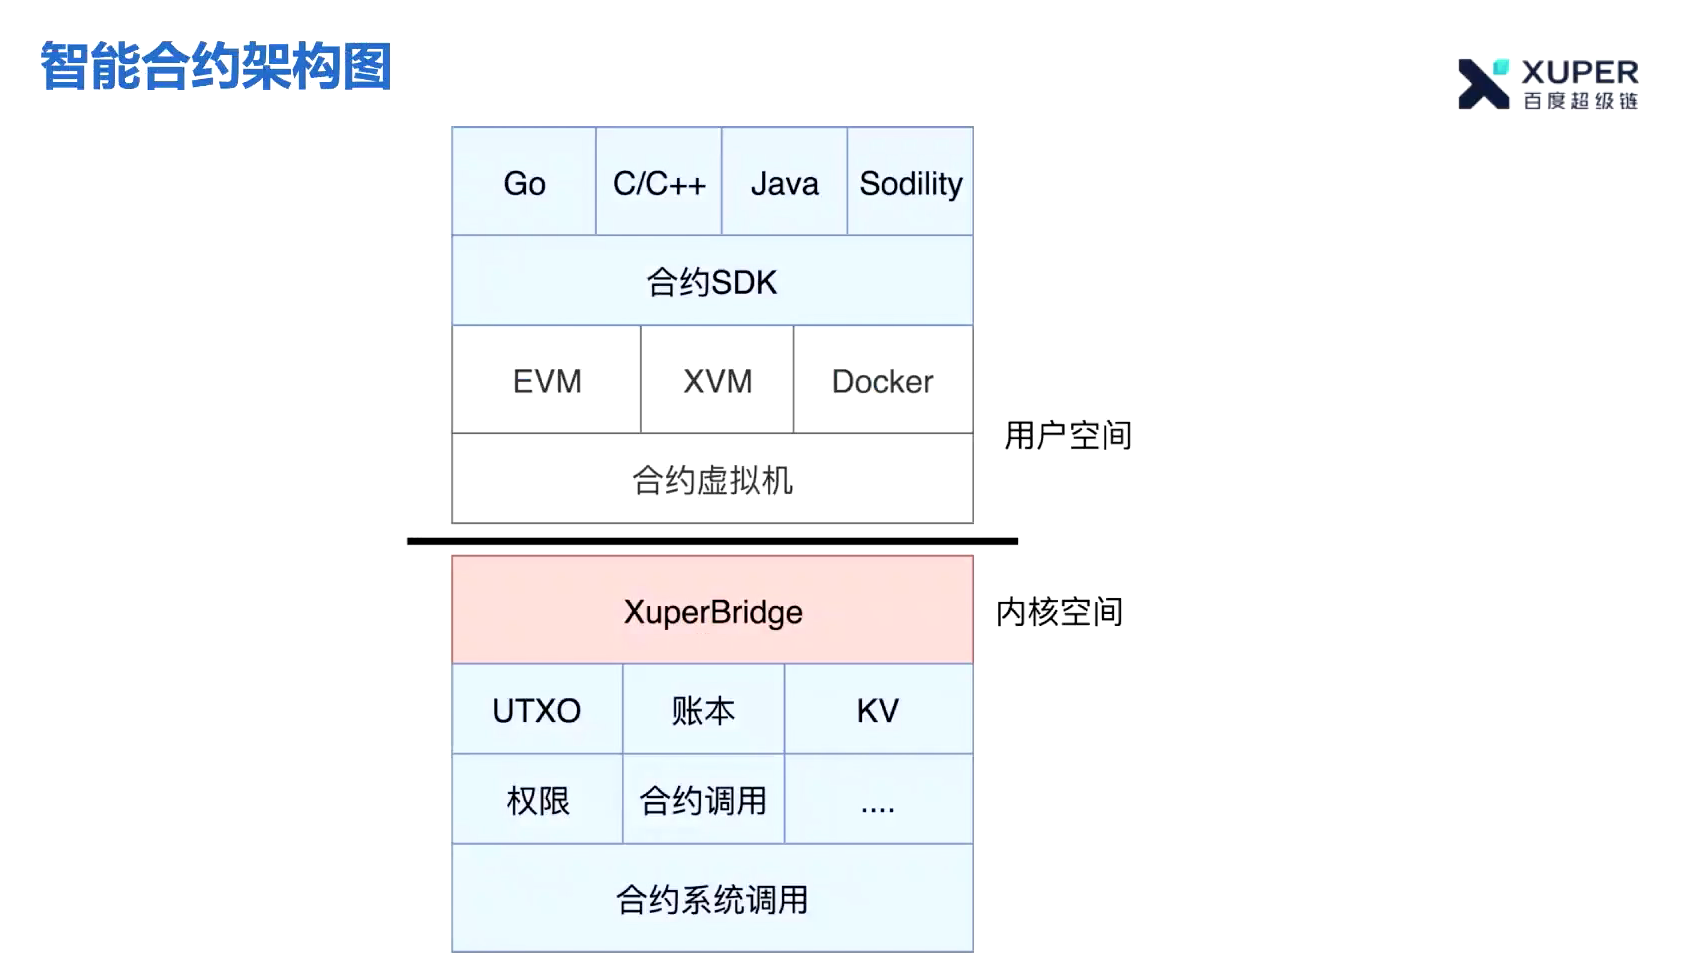 智能合约架构图
XUPER
百度超级链
Go C/C++ Java Sodility
合约SDK
EVM XVM Docker
用户空间
合约虚拟机
XuperBridge
内核空间
UTXO 账本 KV
权限 合约调用 ....
合约系统调用